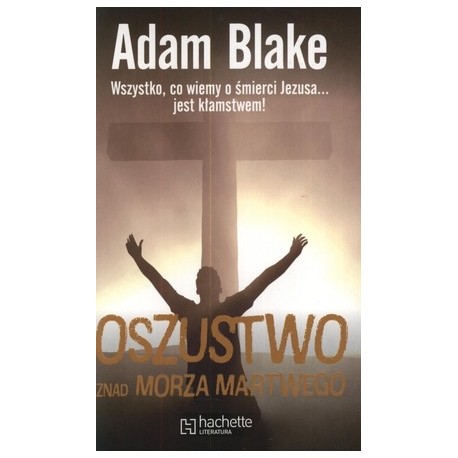 Adam Blake
Wszystko, co wiemy o śmierci Jezusa...
jest kłamstwem!
OSZUSTWO
ZNAD MORZA MARTWEGO
hachette
LITERATURA